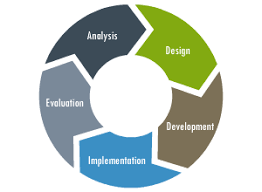 Analysis
Design
Development
Implementation
Evaluation